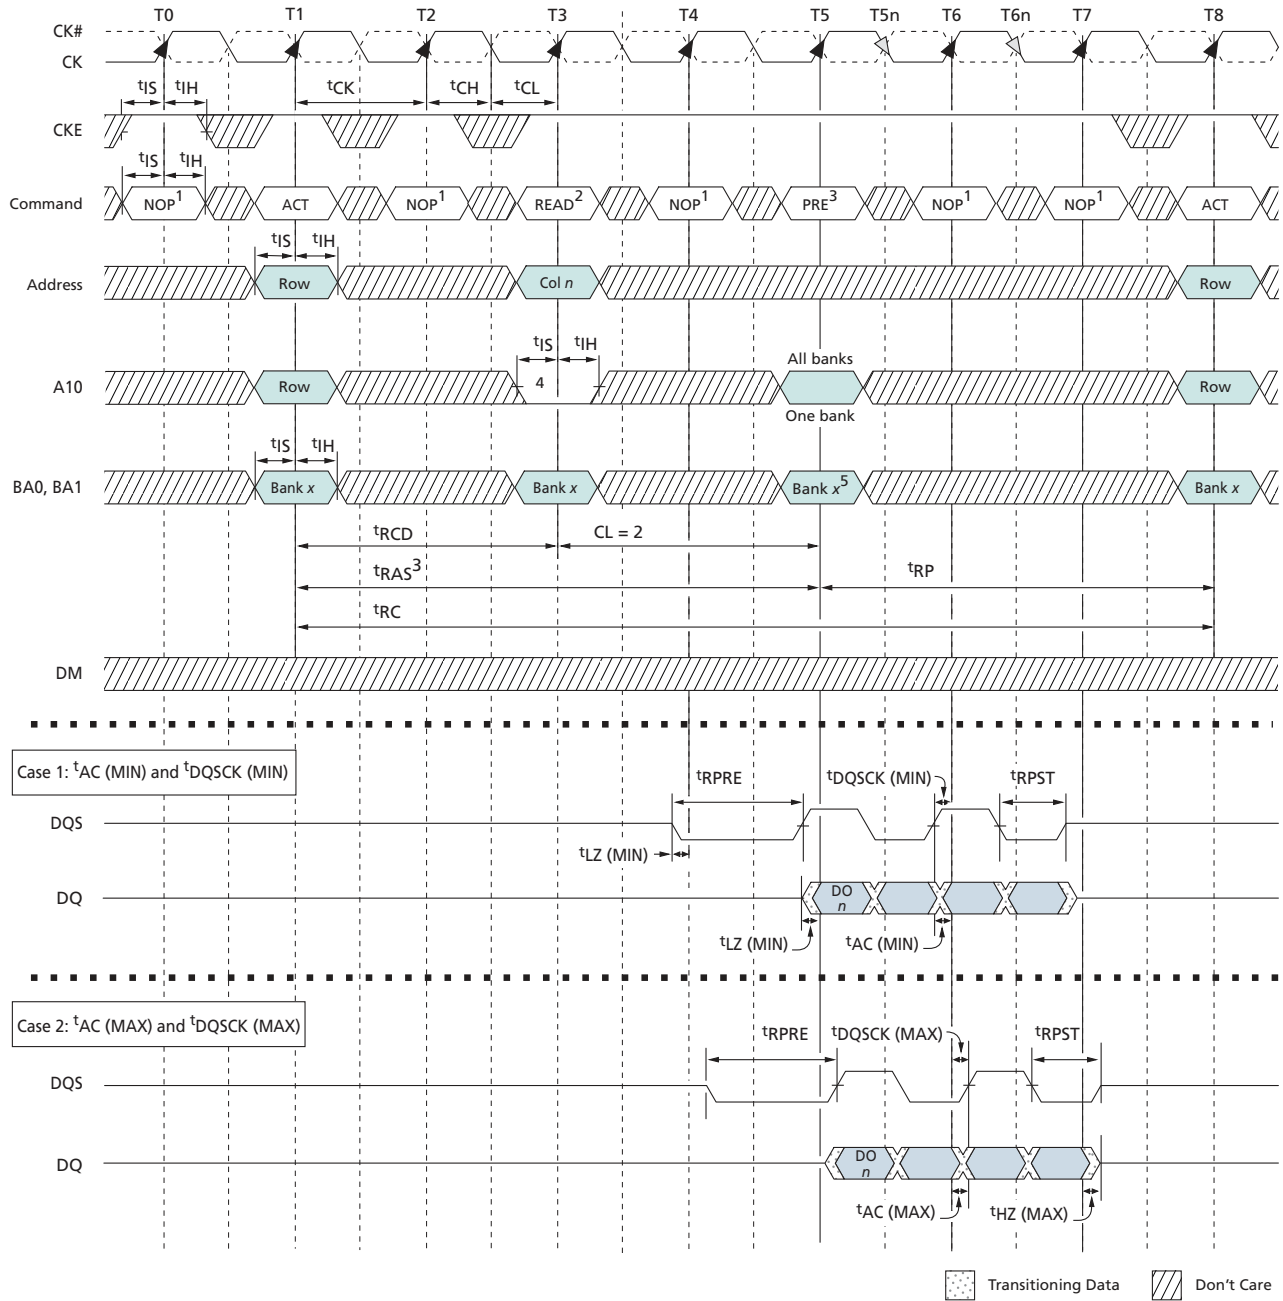 T0 T1 T2 T3 T4 T5 T5n T6 T6n T7 T8
CK#
CK
tIS tIH tCK tCH tCL
CKE
tIS tIH
Command NOP1 ACT NOP1 READ2 NOP1 PRE3 NOP1 NOP1 ACT
tIS tIH
Address Row Col n Row
tIS tIH All banks
A10 Row 4 Row
One bank
tIS tIH
BA0, BA1 Bank x Bank x Bank x5 Bank x
tRCD CL = 2
tRAS3 tRP
tRC
DM
Case 1: tAC (MIN) and tDQSCK (MIN)
tRPRE tDQSCK (MIN) tRPST
DQS
tLZ (MIN)
DQ DO
n
tLZ (MIN) tAC (MIN)
Case 2: tAC (MAX) and tDQSCK (MAX)
tRPRE tDQSCK (MAX) tRPST
DQS
DQ DO
n
tAC (MAX) tHZ (MAX)
Transitioning Data Don't Care